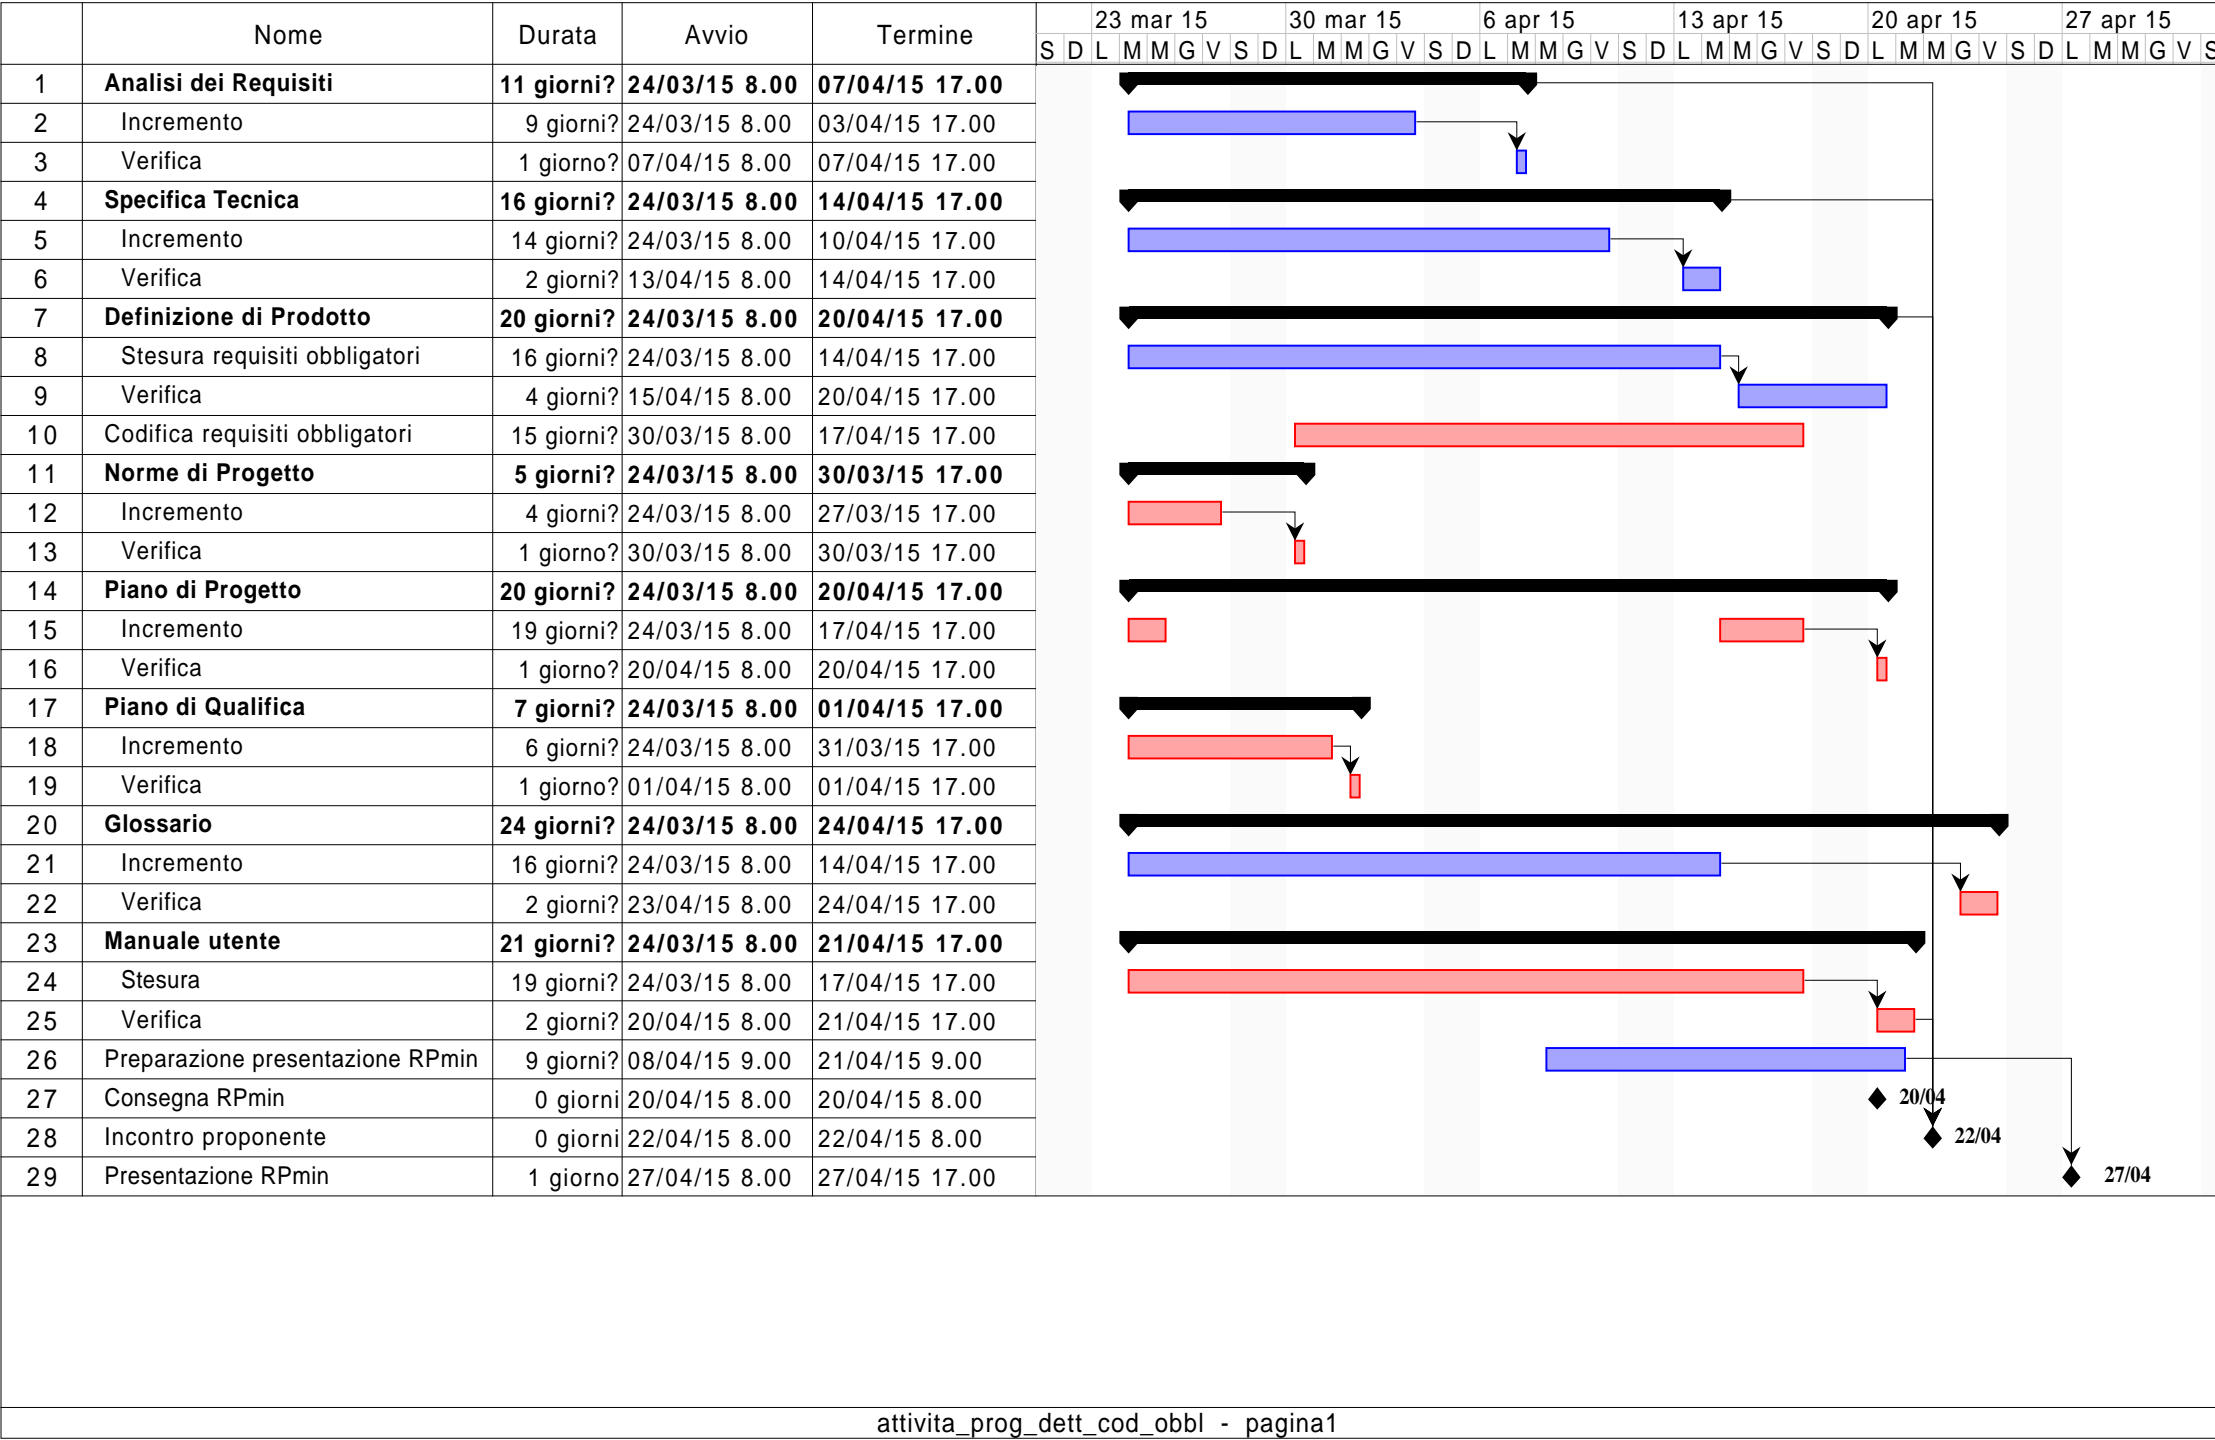 23 mar 15 30 mar 15 6 apr 15 13 apr 15 20 apr 15 27 apr 15
Nome Durata Avvio Termine
S D L M M G V S D L M M G V S D L M M G V S D L M M G V S D L M M G V S D L M M G V S
1 Analisi dei Requisiti 11 giorni? 24/03/15 8.00 07/04/15 17.00
2 Incremento 9 giorni? 24/03/15 8.00 03/04/15 17.00
3 Verifica 1 giorno? 07/04/15 8.00 07/04/15 17.00
4 Specifica Tecnica 16 giorni? 24/03/15 8.00 14/04/15 17.00
5 Incremento 14 giorni? 24/03/15 8.00 10/04/15 17.00
6 Verifica 2 giorni? 13/04/15 8.00 14/04/15 17.00
7 Definizione di Prodotto 20 giorni? 24/03/15 8.00 20/04/15 17.00
8 Stesura requisiti obbligatori 16 giorni? 24/03/15 8.00 14/04/15 17.00
9 Verifica 4 giorni? 15/04/15 8.00 20/04/15 17.00
10 Codifica requisiti obbligatori 15 giorni? 30/03/15 8.00 17/04/15 17.00
11 Norme di Progetto 5 giorni? 24/03/15 8.00 30/03/15 17.00
12 Incremento 4 giorni? 24/03/15 8.00 27/03/15 17.00
13 Verifica 1 giorno? 30/03/15 8.00 30/03/15 17.00
14 Piano di Progetto 20 giorni? 24/03/15 8.00 20/04/15 17.00
15 Incremento 19 giorni? 24/03/15 8.00 17/04/15 17.00
16 Verifica 1 giorno? 20/04/15 8.00 20/04/15 17.00
17 Piano di Qualifica 7 giorni? 24/03/15 8.00 01/04/15 17.00
18 Incremento 6 giorni? 24/03/15 8.00 31/03/15 17.00
19 Verifica 1 giorno? 01/04/15 8.00 01/04/15 17.00
20 Glossario 24 giorni? 24/03/15 8.00 24/04/15 17.00
21 Incremento 16 giorni? 24/03/15 8.00 14/04/15 17.00
22 Verifica 2 giorni? 23/04/15 8.00 24/04/15 17.00
23 Manuale utente 21 giorni? 24/03/15 8.00 21/04/15 17.00
24 Stesura 19 giorni? 24/03/15 8.00 17/04/15 17.00
25 Verifica 2 giorni? 20/04/15 8.00 21/04/15 17.00
26 Preparazione presentazione RPmin 9 giorni? 08/04/15 9.00 21/04/15 9.00
27 Consegna RPmin 0 giorni 20/04/15 8.00 20/04/15 8.00 20/04
28 Incontro proponente 0 giorni 22/04/15 8.00 22/04/15 8.00 22/04
29 Presentazione RPmin 1 giorno 27/04/15 8.00 27/04/15 17.00 27/04
attivita_prog_dett_cod_obbl - pagina1